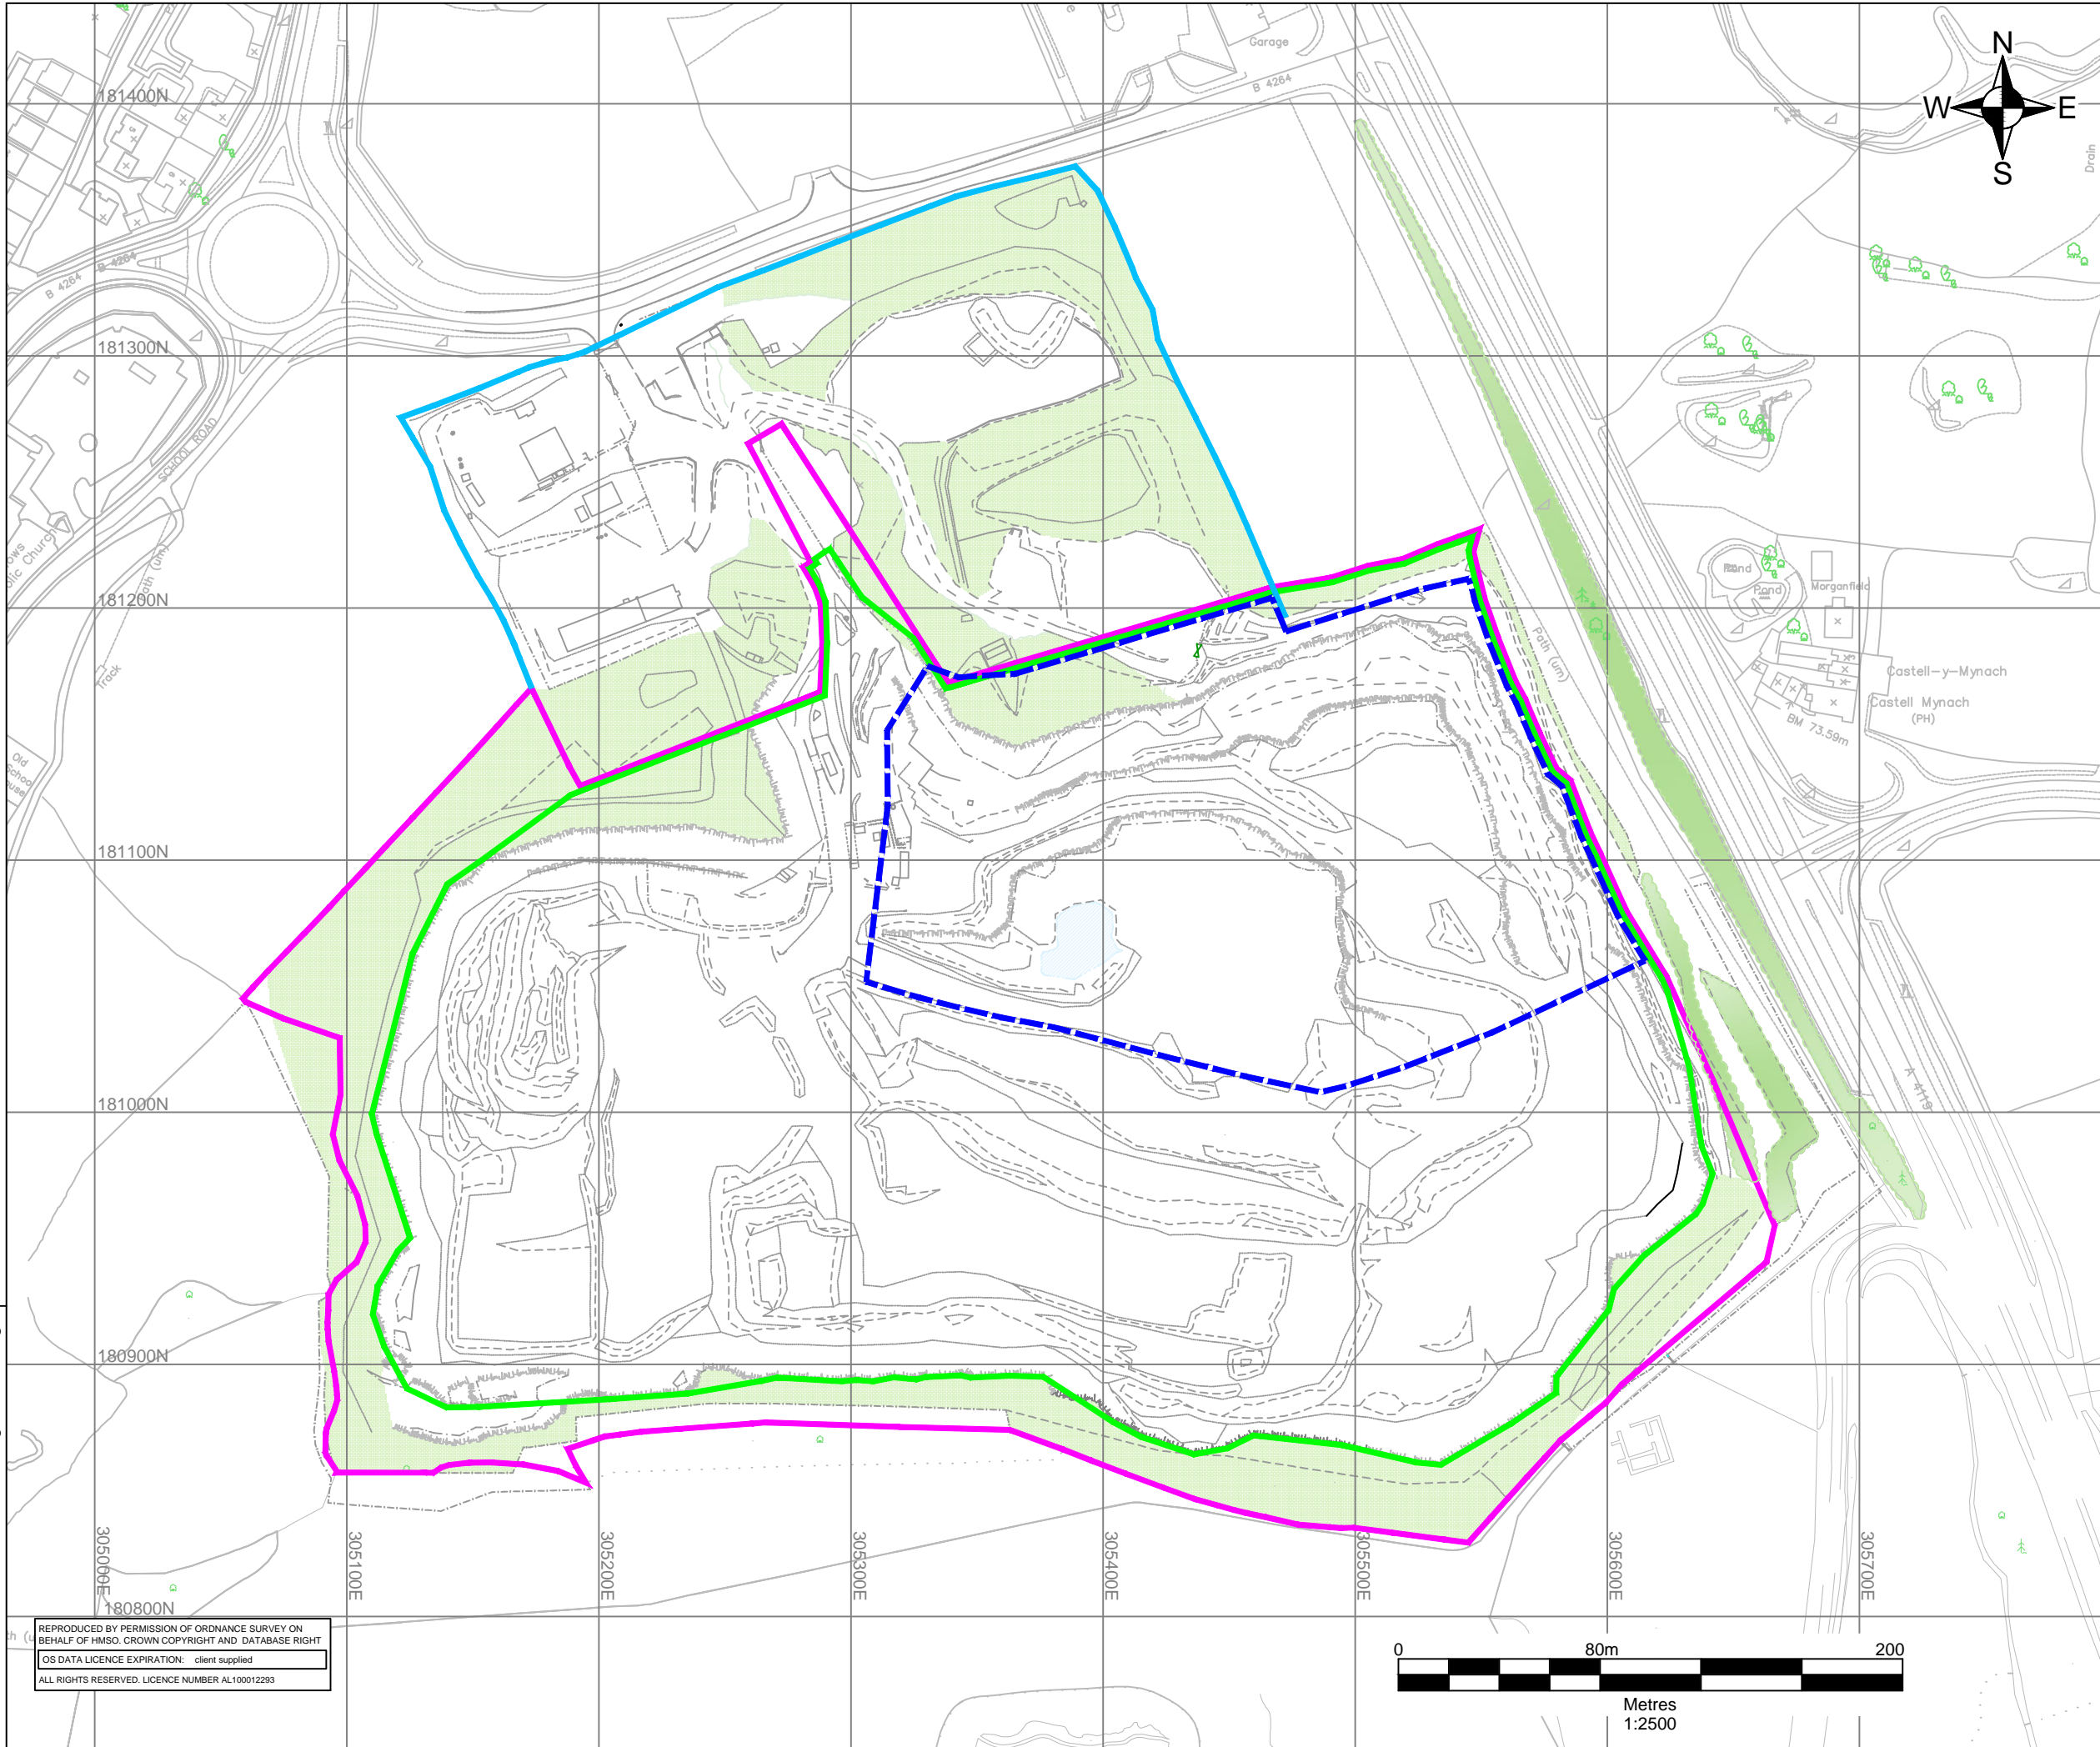 Garage
B 4264
N
W
E
S
181400N
Drain
B 4264
B 4264
181300N
SCHOOL ROAD
Path (um)
181200N
Track
Path (um)
Pond
Pond
Morganfield
Castell-y-Mynach
Castell Mynach
(PH)
BM 73.59m
Old
School
House
181100N
A 4119
181000N
180900N
305000E
305100E
305200E
305300E
305400E
305500E
305600E
305700E
180800N
REPRODUCED BY PERMISSION OF ORDNANCE SURVEY ON
BEHALF OF HMSO. CROWN COPYRIGHT AND DATABASE RIGHT
OS DATA LICENCE EXPIRATION: client supplied
ALL RIGHTS RESERVED. LICENCE NUMBER AL100012293
0 80m 200
Metres
1:2500